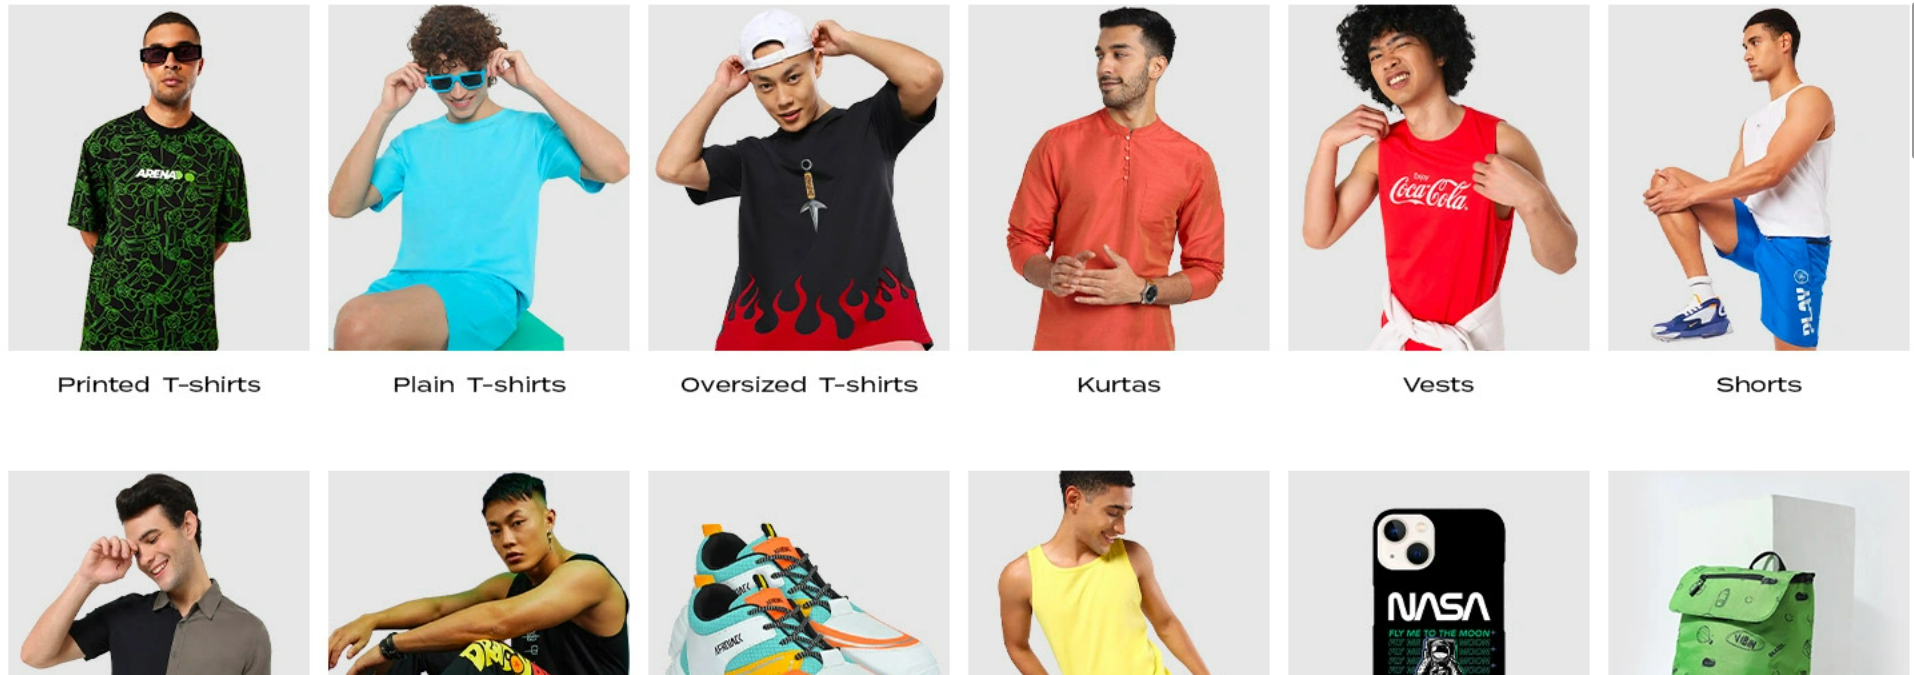 ARENA
Enjoy
Coca-Cola
PLAY
Printed T-shirts
Plain T-shirts
Oversized T-shirts
Kurtas
Vests
Shorts
NASA
FLY ME TO THE MOON
VIBIN